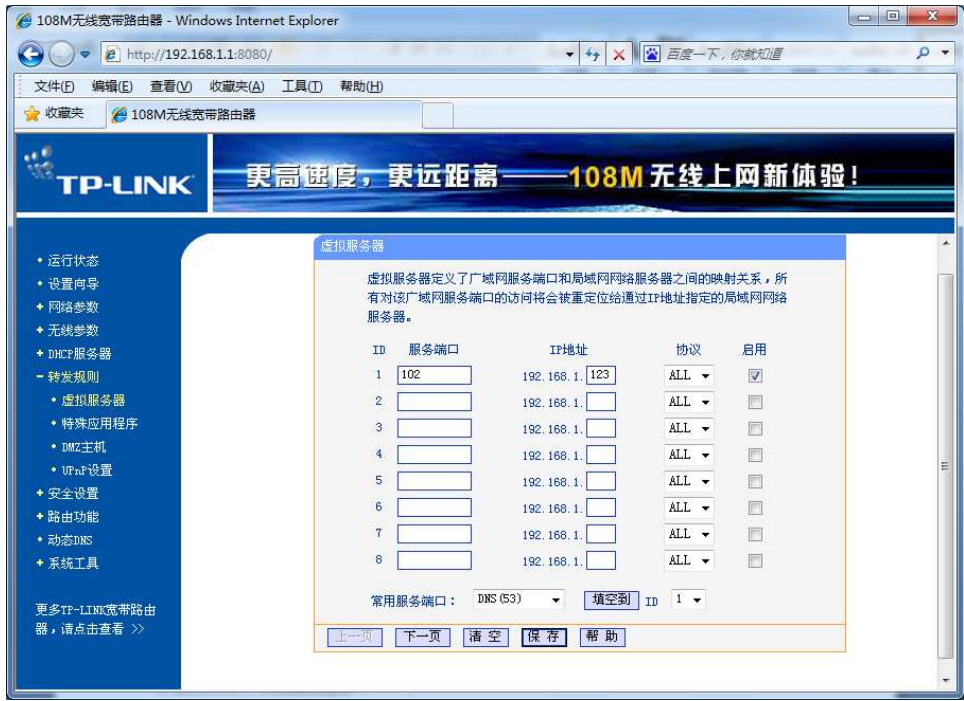 108M无线宽带路由器 - Windows Internet Explorer
http://192.168.1.1:8080/
百度一下，你就知道
文件(F) 编辑(E) 查看(V) 收藏夹(A) 工具(T) 帮助(H)
收藏夹 108M无线宽带路由器
TP-LINK
更高速度，更远距离——108M 无线上网新体验！
• 运行状态
• 设置向导
+ 网络参数
+ 无线参数
+ DHCP服务器
- 转发规则
• 虚拟服务器
• 特殊应用程序
• DMZ主机
• UPnP设置
+ 安全设置
+ 路由功能
• 动态DNS
+ 系统工具
更多TP-LINK宽带路由
器，请点击查看 >>
虚拟服务器
虚拟服务器定义了广域网服务端口和局域网网络服务器之间的映射关系，所
有对该广域网服务端口的访问将会被重定位给通过IP地址指定的局域网网络
服务器。
ID 服务端口 IP地址 协议 启用
1 102 192.168.1.123 ALL
2 192.168.1. ALL
3 192.168.1. ALL
4 192.168.1. ALL
5 192.168.1. ALL
6 192.168.1. ALL
7 192.168.1. ALL
8 192.168.1. ALL
常用服务端口： DNS(53) 填空到 ID 1
上一页 下一页 清 空 保 存 帮 助